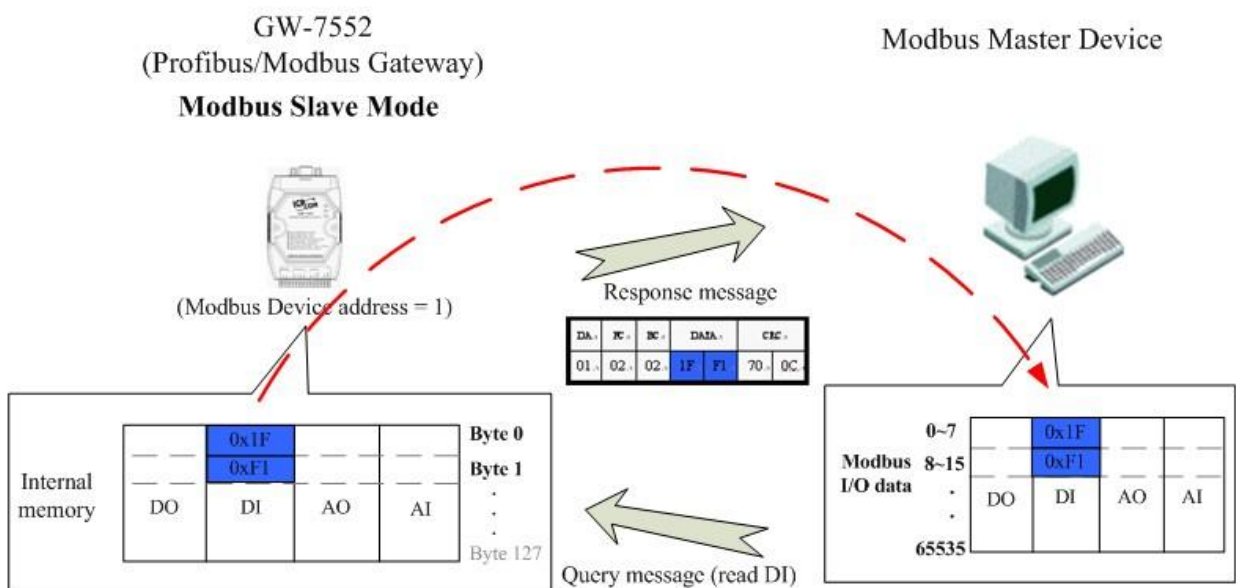 GW-7552
(Profibus/Modbus Gateway)
Modbus Slave Mode
Modbus Master Device
ICP
CON
(Modbus Device address = 1)
Response message
DA FC BC DATA CRC
01 02 02 1F F1 70 0C
Internal
memory
0x1F
0xF1
DO DI AO AI
Byte 0
Byte 1
.
.
.
Byte 127
Query message (read DI)
Modbus
I/O data
0~7
8~15
.
.
65535
0x1F
0xF1
DO DI AO AI